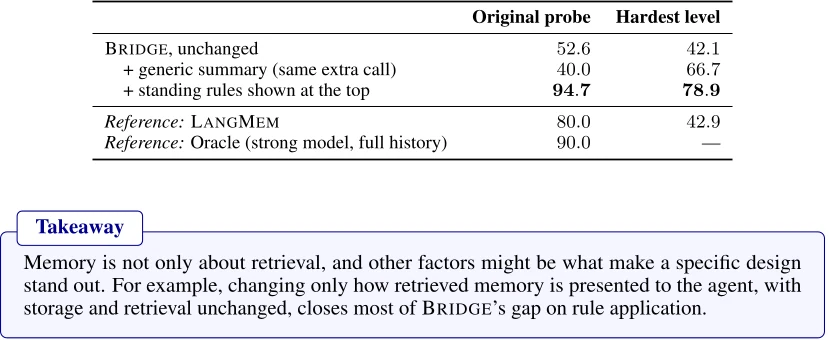 Original probe Hardest level
BRIDGE, unchanged 52.6 42.1
+ generic summary (same extra call) 40.0 66.7
+ standing rules shown at the top 94.7 78.9
Reference: LANGMEM 80.0 42.9
Reference: Oracle (strong model, full history) 90.0 —
Takeaway
Memory is not only about retrieval, and other factors might be what make a specific design
stand out. For example, changing only how retrieved memory is presented to the agent, with
storage and retrieval unchanged, closes most of BRIDGE's gap on rule application.